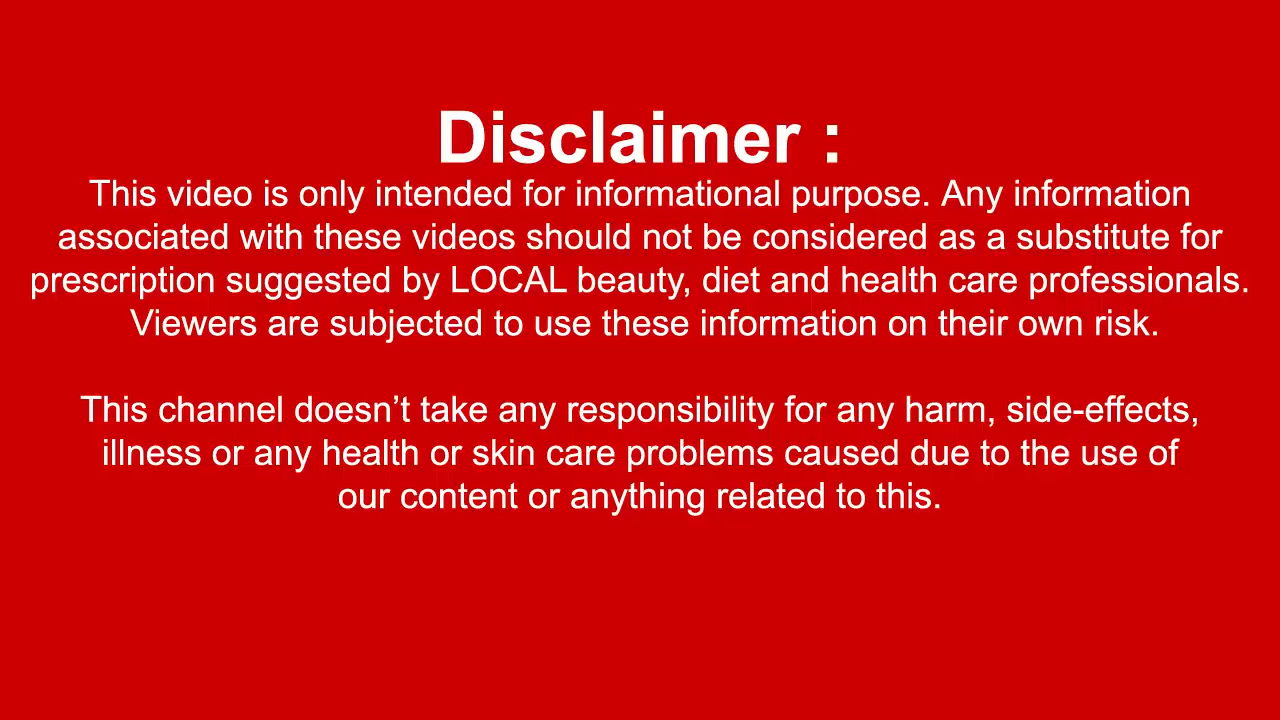 Disclaimer :
This video is only intended for informational purpose. Any information
associated with these videos should not be considered as a substitute for
prescription suggested by LOCAL beauty, diet and health care professionals.
Viewers are subjected to use these information on their own risk.
This channel doesn’t take any responsibility for any harm, side-effects,
illness or any health or skin care problems caused due to the use of
our content or anything related to this.